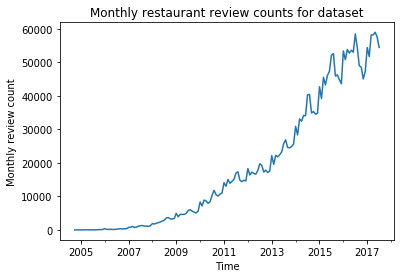 Monthly restaurant review counts for dataset
Monthly review count
60000
50000
40000
30000
20000
10000
0
2005 2007 2009 2011 2013 2015 2017
Time